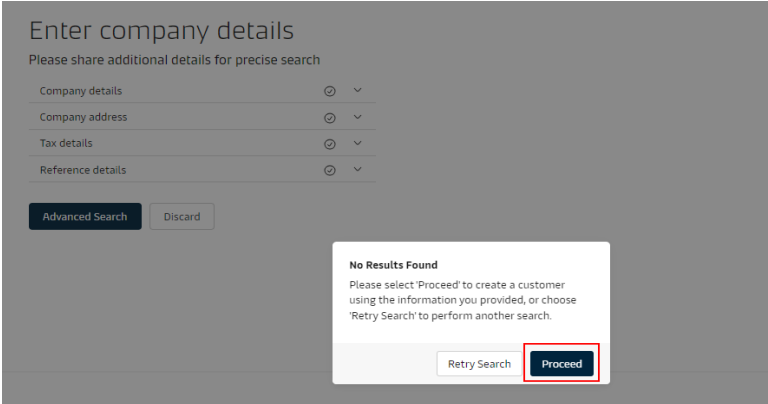 Enter company details
Please share additional details for precise search
Company details
Company address
Tax details
Reference details
Advanced Search
Discard
No Results Found
Please select 'Proceed' to create a customer
using the information you provided, or choose
'Retry Search' to perform another search.
Retry Search
Proceed